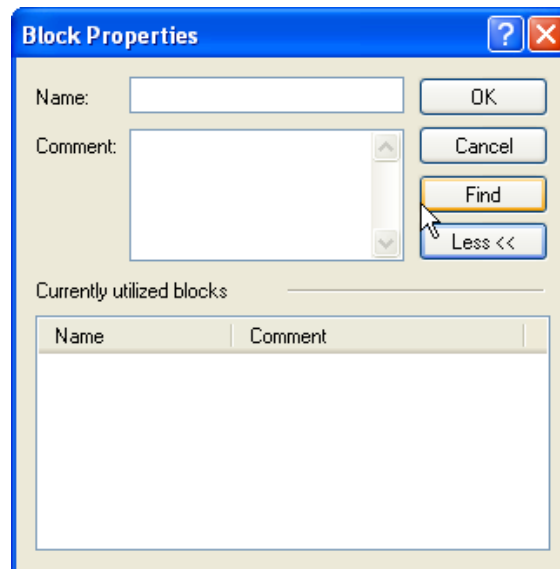 Block Properties
Name:
OK
Comment:
Cancel
Find
Less <<
Currently utilized blocks
Name Comment